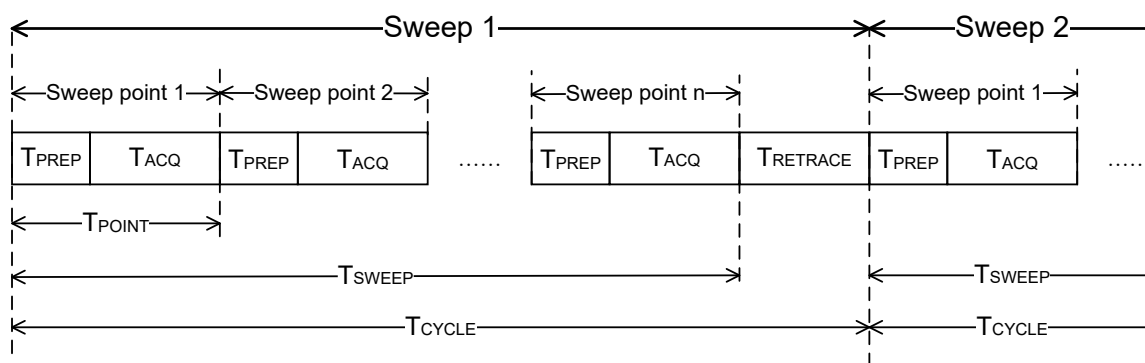 Sweep 1 Sweep 2
Sweep point 1 Sweep point 2 Sweep point n Sweep point 1
TPREP TACQ TPREP TACQ ...... TPREP TACQ TRETRACE TPREP TACQ ......
TPOINT
TSWEEP TSWEEP
TCYCLE TCYCLE